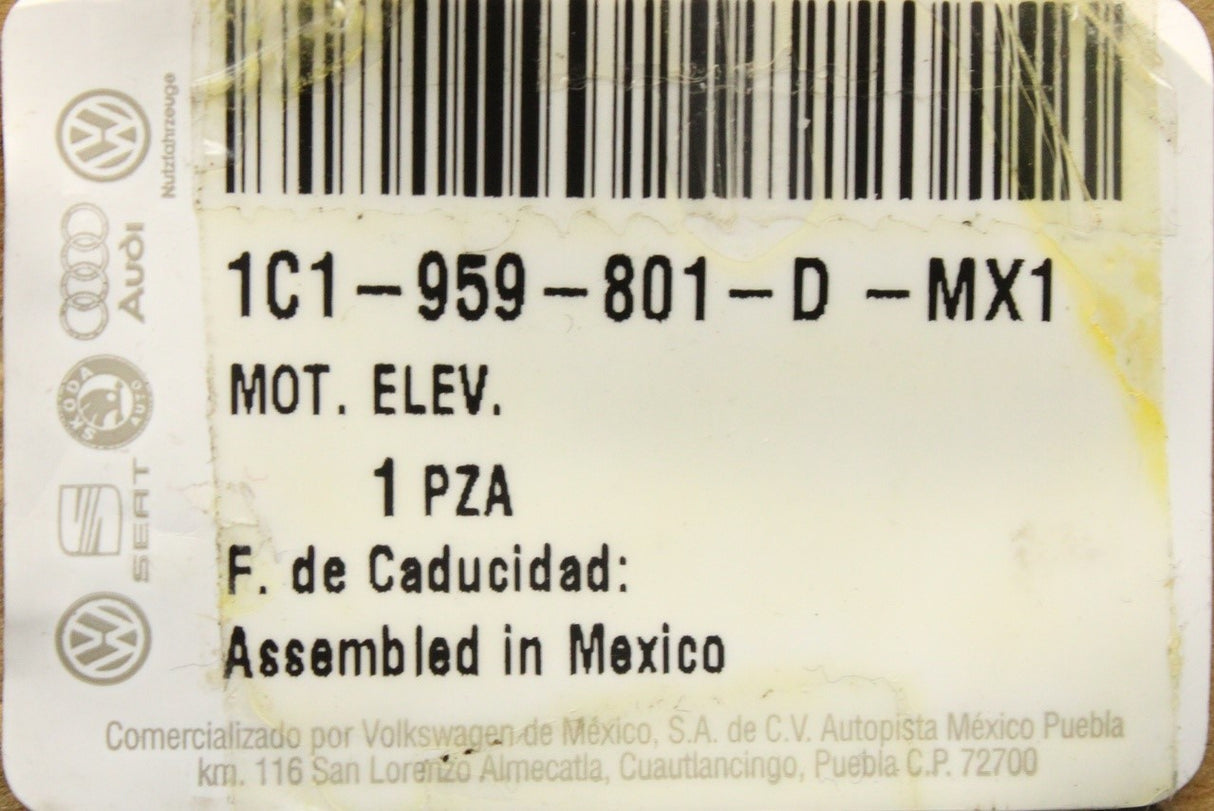 Nutzfahrzeuge
Audi
SKODA AUTO
SEAT
1C1-959-801-D -MX1
MOT. ELEV.
1 PZA
F. de Caducidad:
Assembled in Mexico
Comercializado por Volkswagen de México, S.A. de C.V. Autopista México Puebla
km. 116 San Lorenzo Almecatla, Cuautlancingo, Puebla C.P. 72700